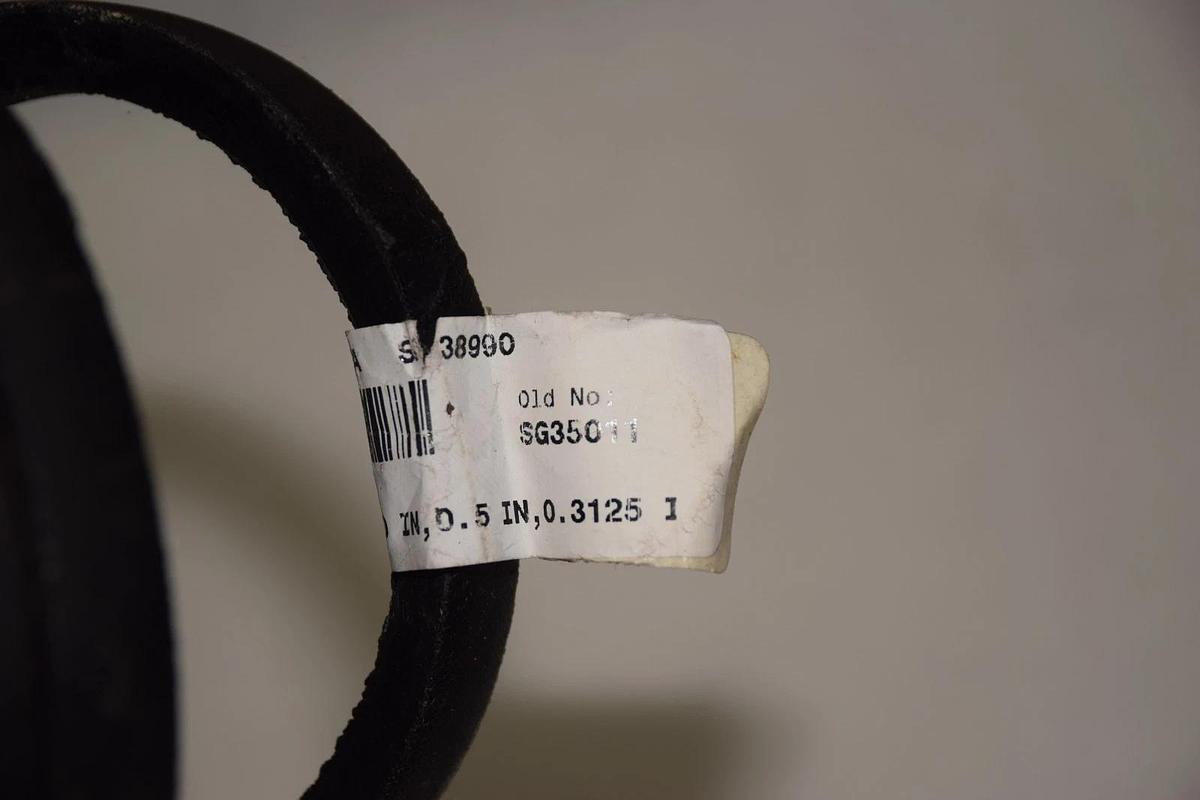 A S 38990
Old No:
SG35011
IN,0.5 IN,0.3125 I